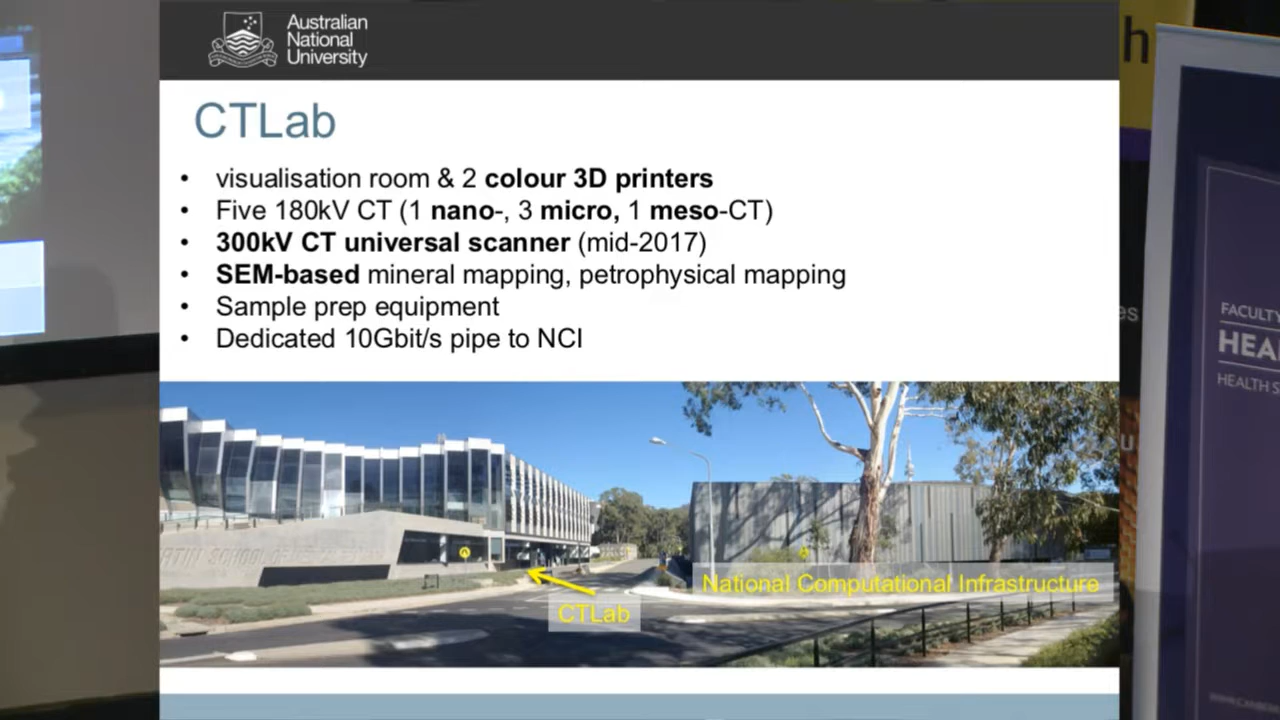 Australian
National
University
CTLab
• visualisation room & 2 colour 3D printers
• Five 180kV CT (1 nano-, 3 micro, 1 meso-CT)
• 300kV CT universal scanner (mid-2017)
• SEM-based mineral mapping, petrophysical mapping
• Sample prep equipment
• Dedicated 10Gbit/s pipe to NCI
National Computational Infrastructure
CTLab
h
es
FACULTY
HEA
HEALTH S